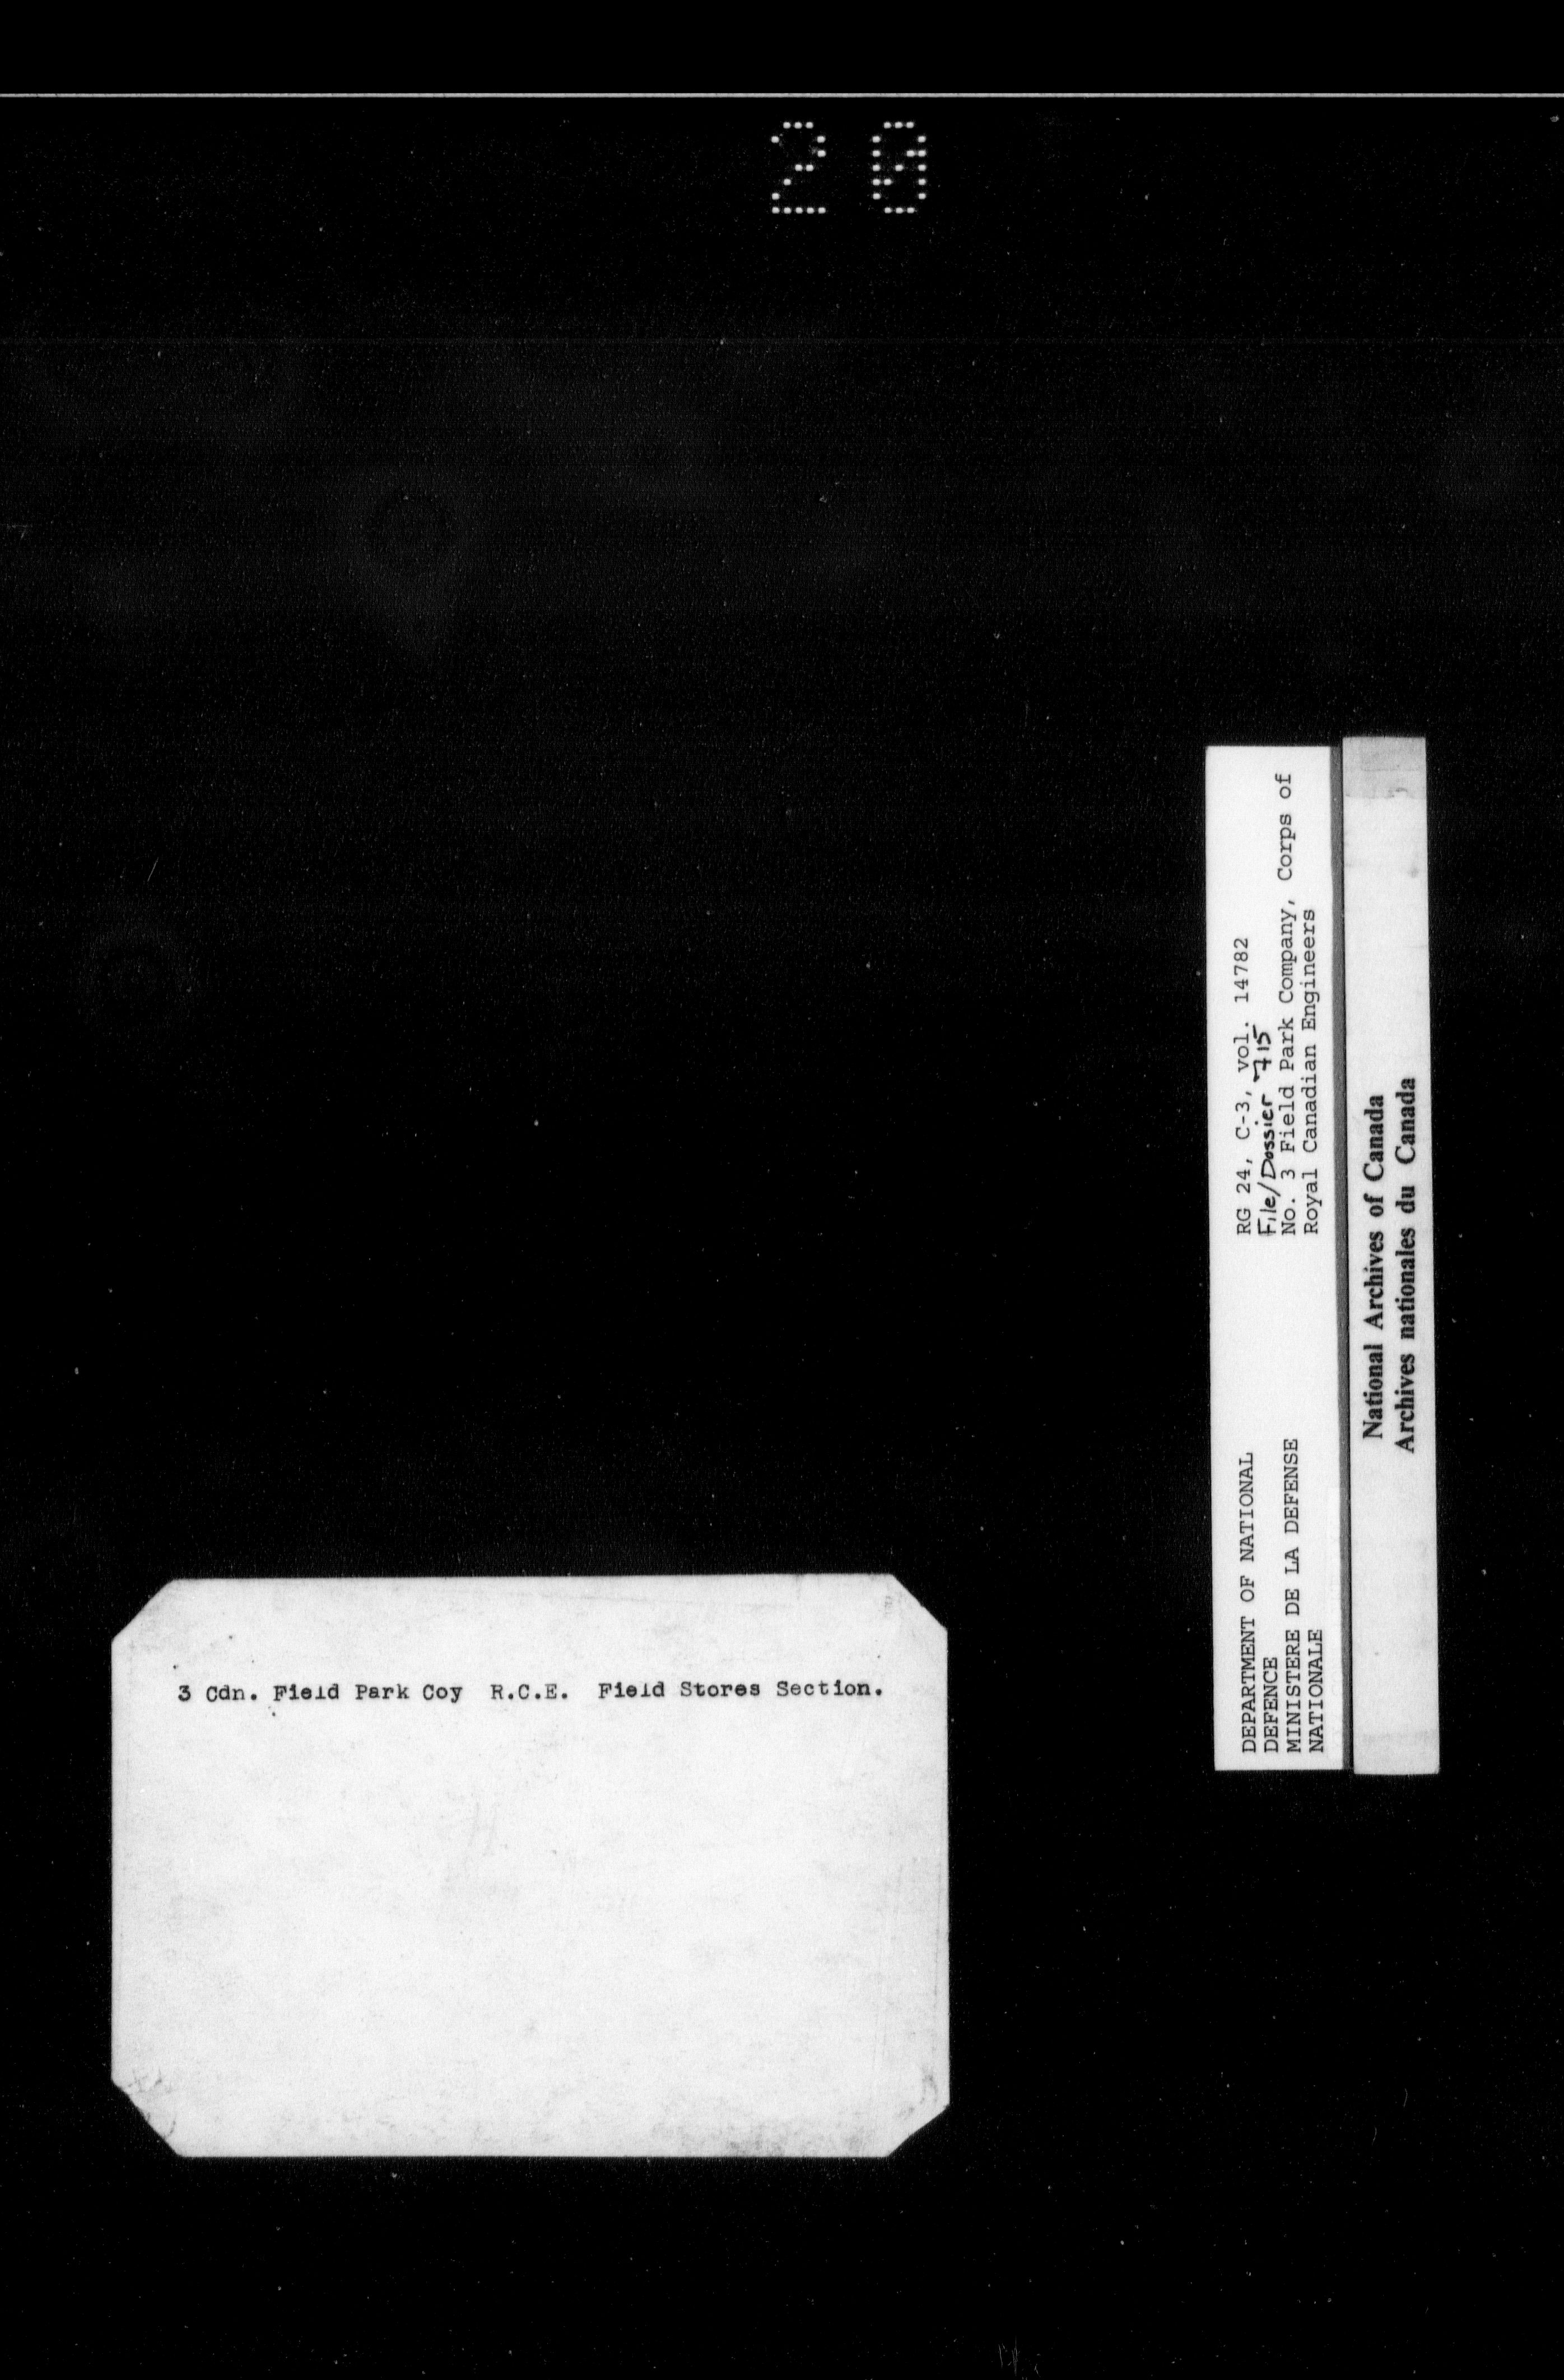 20
RG 24, C-3, vol. 14782
File/Dossier 715
No. 3 Field Park Company, Corps of
Royal Canadian Engineers
DEPARTMENT OF NATIONAL
DEFENCE
MINISTERE DE LA DEFENSE
NATIONALE
National Archives of Canada
Archives nationales du Canada
3 Cdn. Field Park Coy R.C.E. Field Stores Section.